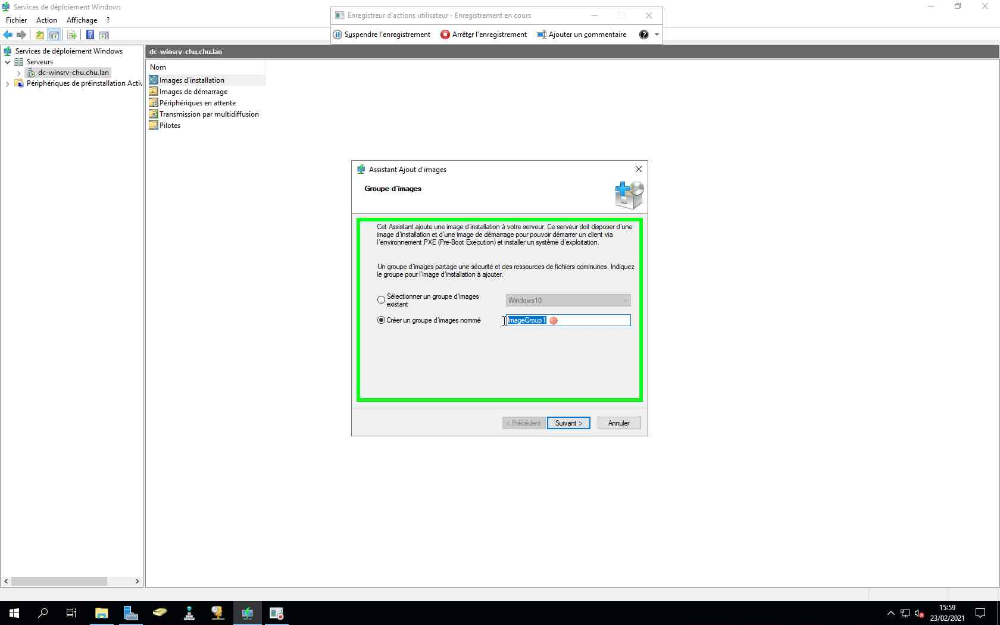 Services de déploiement Windows
Fichier Action Affichage ?
Enregistreur d'actions utilisateur - Enregistrement en cours
Suspendre l'enregistrement Arrêter l'enregistrement Ajouter un commentaire
Services de déploiement Windows
Serveurs
dc-winsrv-chu.chu.lan
Périphériques de préinstallation Activ
dc-winsrv-chu.chu.lan
Nom
Images d'installation
Images de démarrage
Périphériques en attente
Transmission par multidiffusion
Pilotes
Assistant Ajout d'images
Groupe d'images
Cet Assistant ajoute une image d'installation à votre serveur. Ce serveur doit disposer d'une
image d'installation et d'une image de démarrage pour pouvoir démarrer un client via
l'environnement PXE (Pre-Boot Execution) et installer un système d'exploitation.
Un groupe d'images partage une sécurité et des ressources de fichiers communes. Indiquez
le groupe pour l'image d'installation à ajouter.
Sélectionner un groupe d'images
existant
Windows10
Créer un groupe d'images nommé
ImageGroup1
< Précédent Suivant > Annuler
15:59
23/02/2021